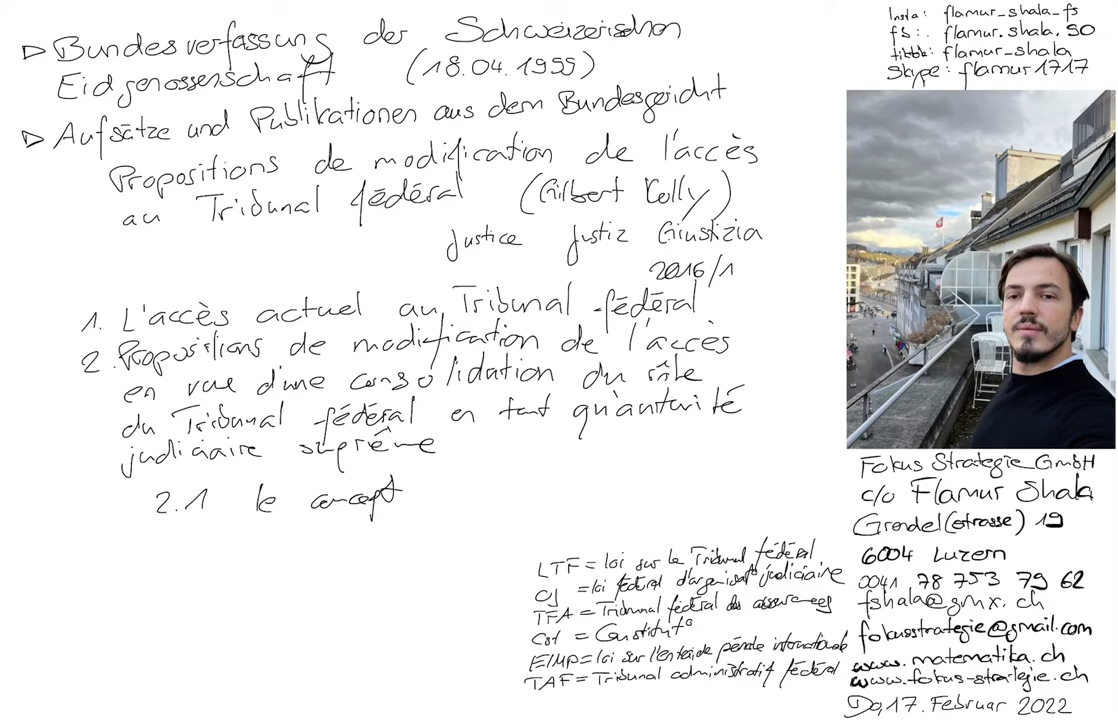 ▷ Bundesverfassung der Schweizerischen
Eidgenossenschaft (18.04.1999)
▷ Aufsätze und Publikationen aus dem Bundesgericht
Propositions de modification de l'accès
au Tribunal fédéral (Gilbert Kolly)
Justice Justiz Giustizia
2016/1
1. L'accès actuel au Tribunal fédéral
2. Propositions de modification de l'accès
en vue d'une consolidation du rôle
du Tribunal fédéral en tant qu'autorité
judiciaire suprême
2.1 le concept
LTF = loi sur le Tribunal fédéral
OJ = loi fédéral d'organisat° judiciaire
TFA = Tribunal fédéral des assurances
Cst = Constitut°
EIMP = loi sur l'entraide pénale internationale
TAF = Tribunal administratif fédéral
Insta: flamur_shala_fs
fb: flamur.shala.90
tiktok: flamur_shala
Skype: flamur1717
Fokus Strategie GmbH
c/o Flamur Shala
Grendel(strasse) 19
6004 Luzern
0041 78 753 79 62
fshala@gmx.ch
fokusstrategie@gmail.com
www.matematika.ch
www.fokus-strategie.ch
Do, 17. Februar 2022